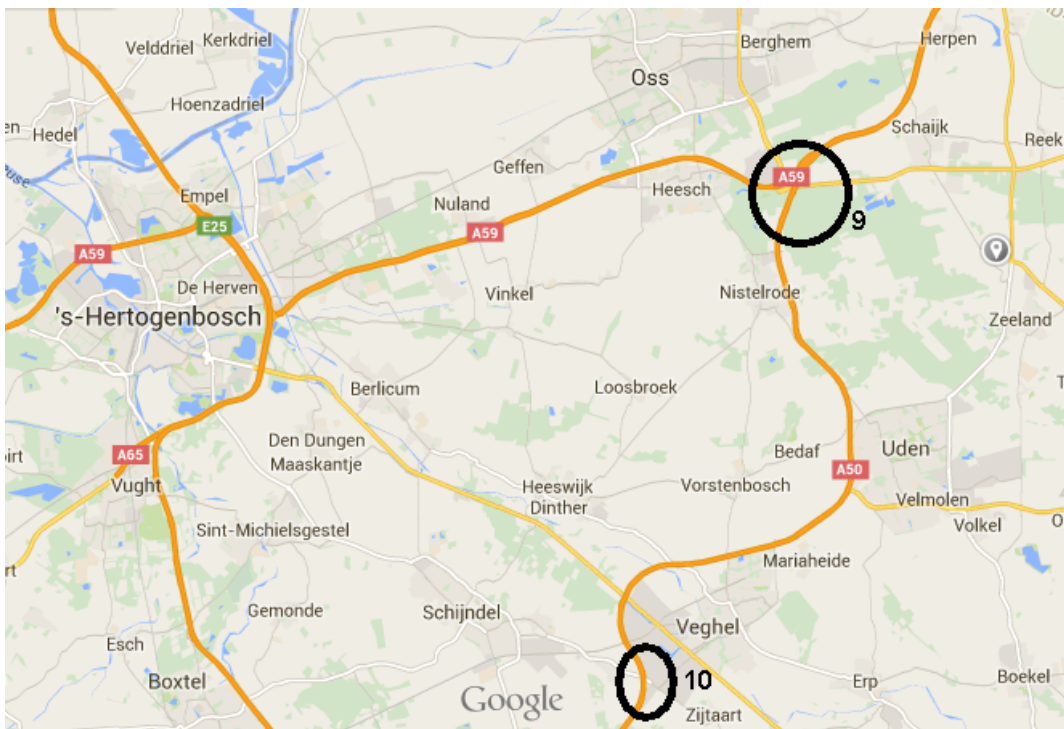 Velddriel
Kerkdriel
Berghem
Herpen
Oss
Hoenzadriel
Hedel
Schaijk
Reek
Geffen
Heesch
A59
9
Empel
Nuland
E25
A59
A59
De Herven
Vinkel
Nistelrode
's-Hertogenbosch
Zeeland
Berlicum
Loosbroek
Den Dungen
Maaskantje
Bedaf
Uden
A65
A50
Vught
Heeswijk
Dinther
Vorstenbosch
Velmolen
Volkel
Sint-Michielsgestel
Mariaheide
Gemonde
Schijndel
Veghel
Esch
Boxtel
10
Google
Erp
Boekel
Zijtaart